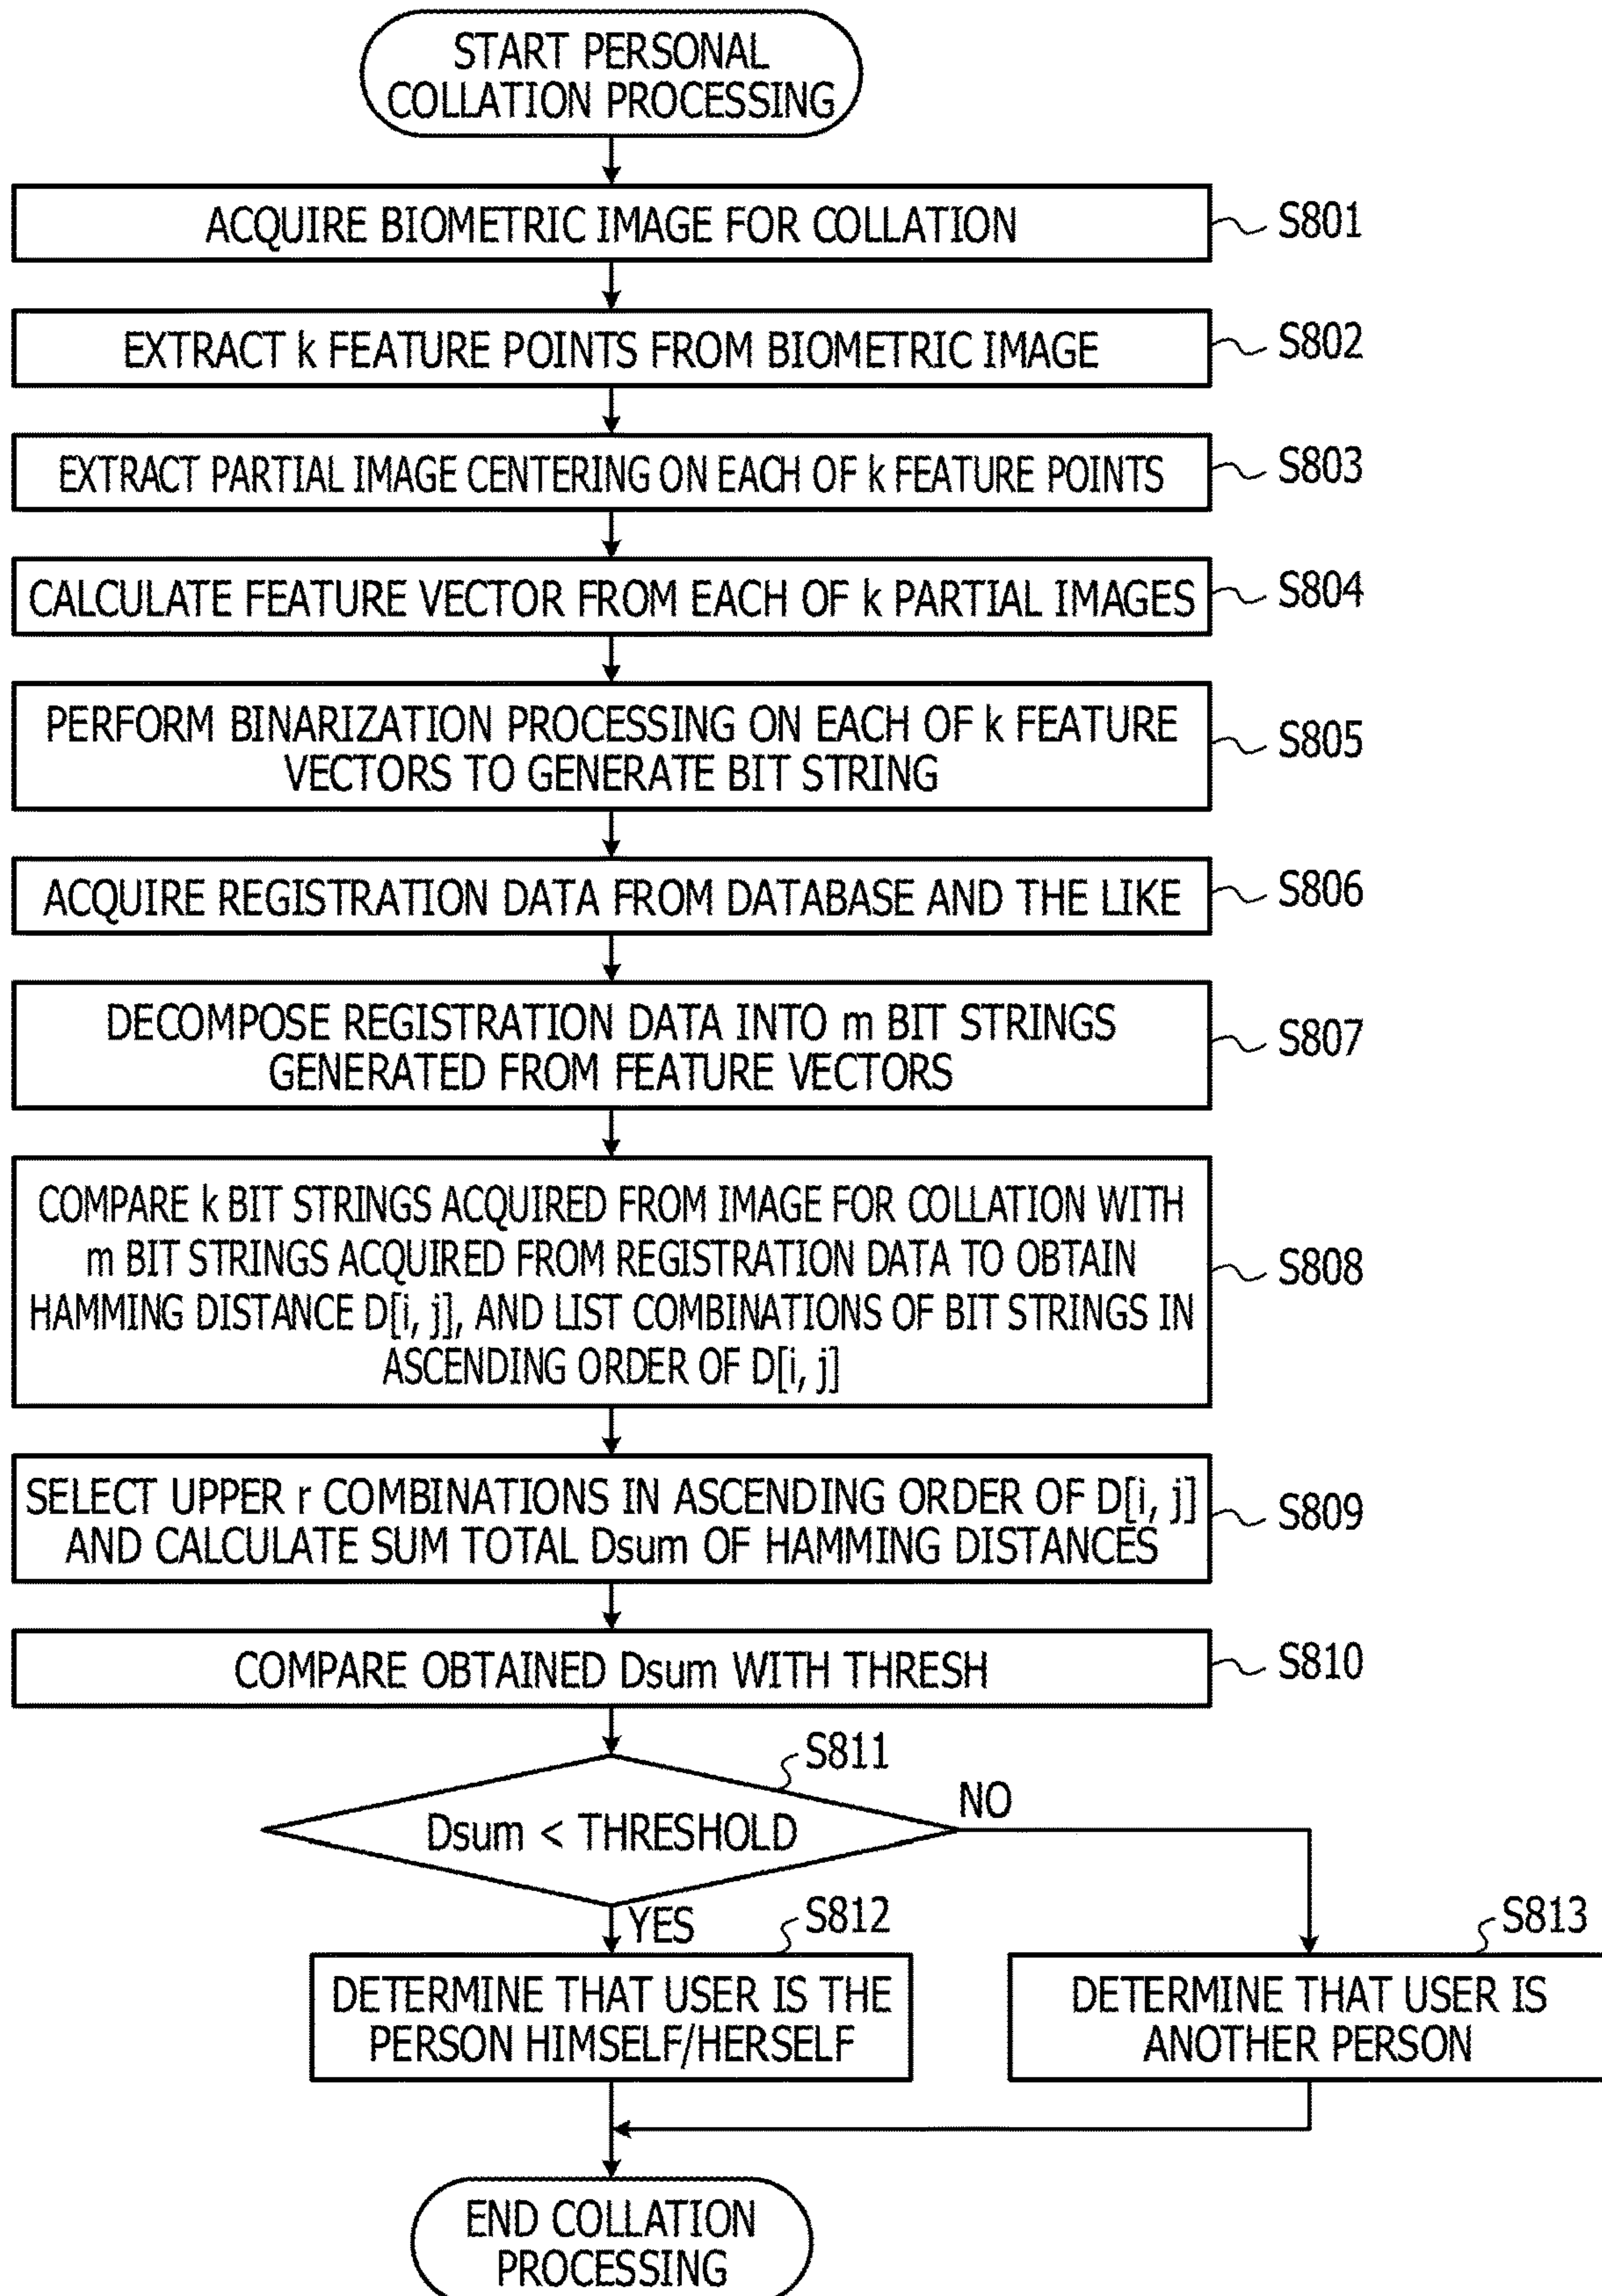 START PERSONAL
COLLATION PROCESSING
ACQUIRE BIOMETRIC IMAGE FOR COLLATION
S801
EXTRACT k FEATURE POINTS FROM BIOMETRIC IMAGE
S802
EXTRACT PARTIAL IMAGE CENTERING ON EACH OF k FEATURE POINTS
S803
CALCULATE FEATURE VECTOR FROM EACH OF k PARTIAL IMAGES
S804
PERFORM BINARIZATION PROCESSING ON EACH OF k FEATURE
VECTORS TO GENERATE BIT STRING
S805
ACQUIRE REGISTRATION DATA FROM DATABASE AND THE LIKE
S806
DECOMPOSE REGISTRATION DATA INTO m BIT STRINGS
GENERATED FROM FEATURE VECTORS
S807
COMPARE k BIT STRINGS ACQUIRED FROM IMAGE FOR COLLATION WITH
m BIT STRINGS ACQUIRED FROM REGISTRATION DATA TO OBTAIN
HAMMING DISTANCE D[i, j], AND LIST COMBINATIONS OF BIT STRINGS IN
ASCENDING ORDER OF D[i, j]
S808
SELECT UPPER r COMBINATIONS IN ASCENDING ORDER OF D[i, j]
AND CALCULATE SUM TOTAL Dsum OF HAMMING DISTANCES
S809
COMPARE OBTAINED Dsum WITH THRESH
S810
S811
Dsum < THRESHOLD
NO
YES
S812
DETERMINE THAT USER IS THE
PERSON HIMSELF/HERSELF
S813
DETERMINE THAT USER IS
ANOTHER PERSON
END COLLATION
PROCESSING